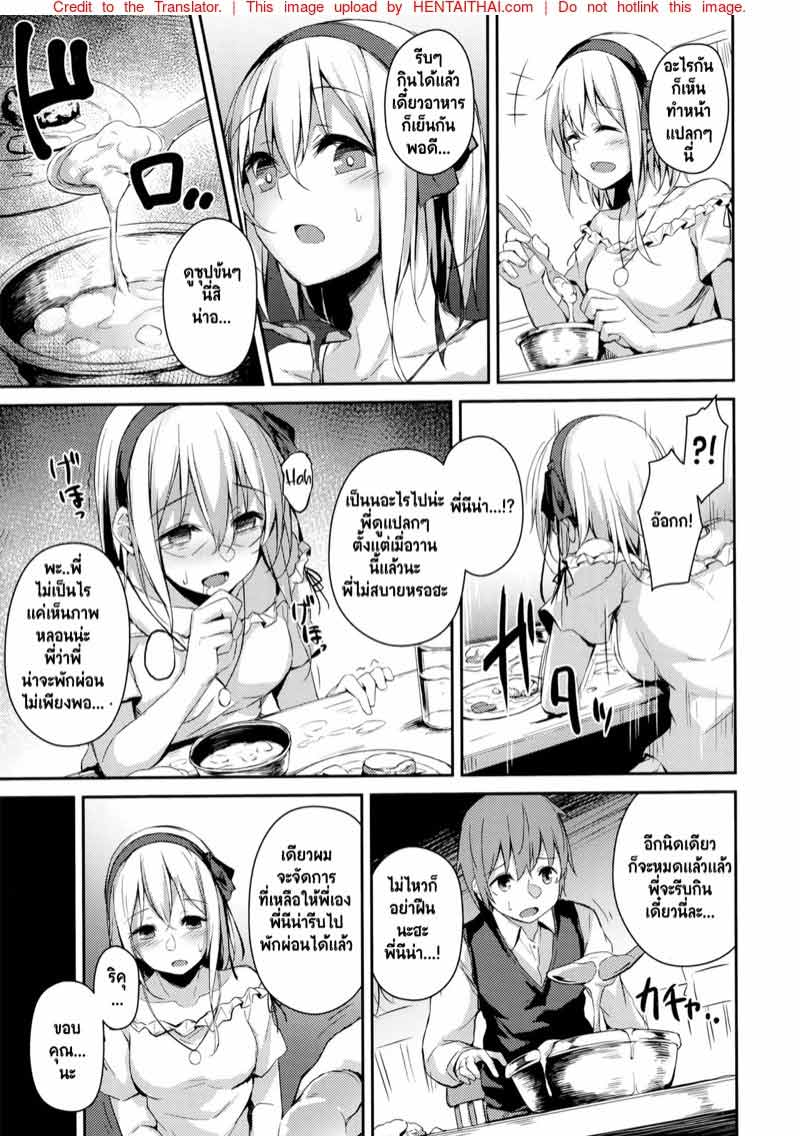 Credit to the Translator. | This image upload by HENTAITHAI.com | Do not hotlink this image.
อะไรกัน
ก็เห็น
ทำหน้า
แปลกๆ
นี่
รีบๆ
กินได้แล้ว
เดี๋ยวอาหาร
ก็เย็นกัน
พอดี...
ドロ..
ดูซุปข้นๆ
นี่สิ
น่าอ...
?!
อ๊อกก!
ガタ
พี่นีน่า...!?
เป็นนอะไรไปน่ะ
พี่ดูแปลกๆ
ตั้งแต่เมื่อวาน
นี้แล้วนะ
พี่ไม่สบายหรอฮะ
Hoh
げほっ
げほっ
พะ..พี่
ไม่เป็นไร
แค่เห็นภาพ
หลอนน่ะ
พี่ว่าพี่
น่าจะพักผ่อน
ไม่เพียงพอ...
อีกนิดเดียว
ก็จะหมดแล้วแล้ว
พี่จะรีบกิน
เดี๋ยวนี้ละ...
ไม่ไหวก็
อย่าฝืน
นะฮะ
พี่นีน่า...!
カチャ..
เดียวผม
จะจัดการ
ที่เหลือให้พี่เอง
พี่นีน่ารีบไป
พักผ่อนได้แล้ว
ริคุ
...
ขอบ
คุณ...
นะ